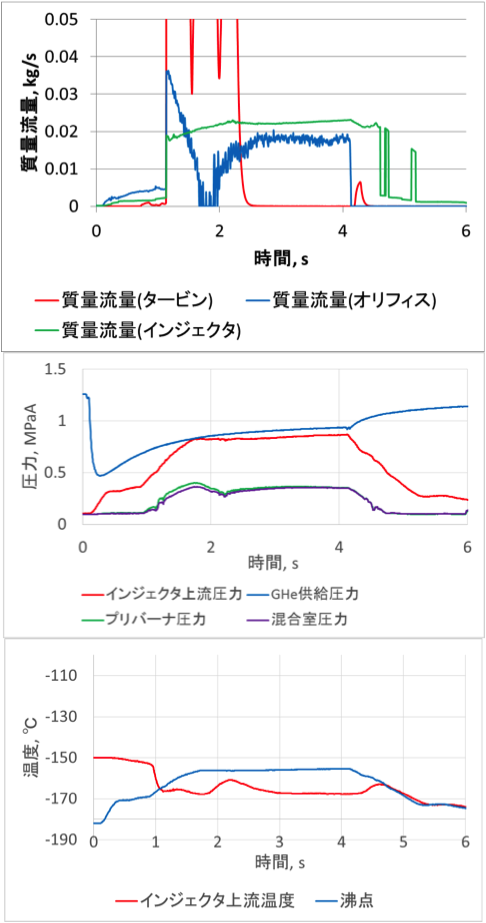 0.05
0.04
0.03
0.02
0.01
0
質量流量, kg/s
0 2 4 6
時間, s
質量流量(タービン) 質量流量(オリフィス)
質量流量(インジェクタ)
1.5
1
0.5
0
圧力, MPaA
0 2 4 6
時間, s
インジェクタ上流圧力 GHe供給圧力
プリバーナ圧力 混合室圧力
-110
-130
-150
-170
-190
温度, ℃
0 1 2 3 4 5 6
時間, s
インジェクタ上流温度 沸点